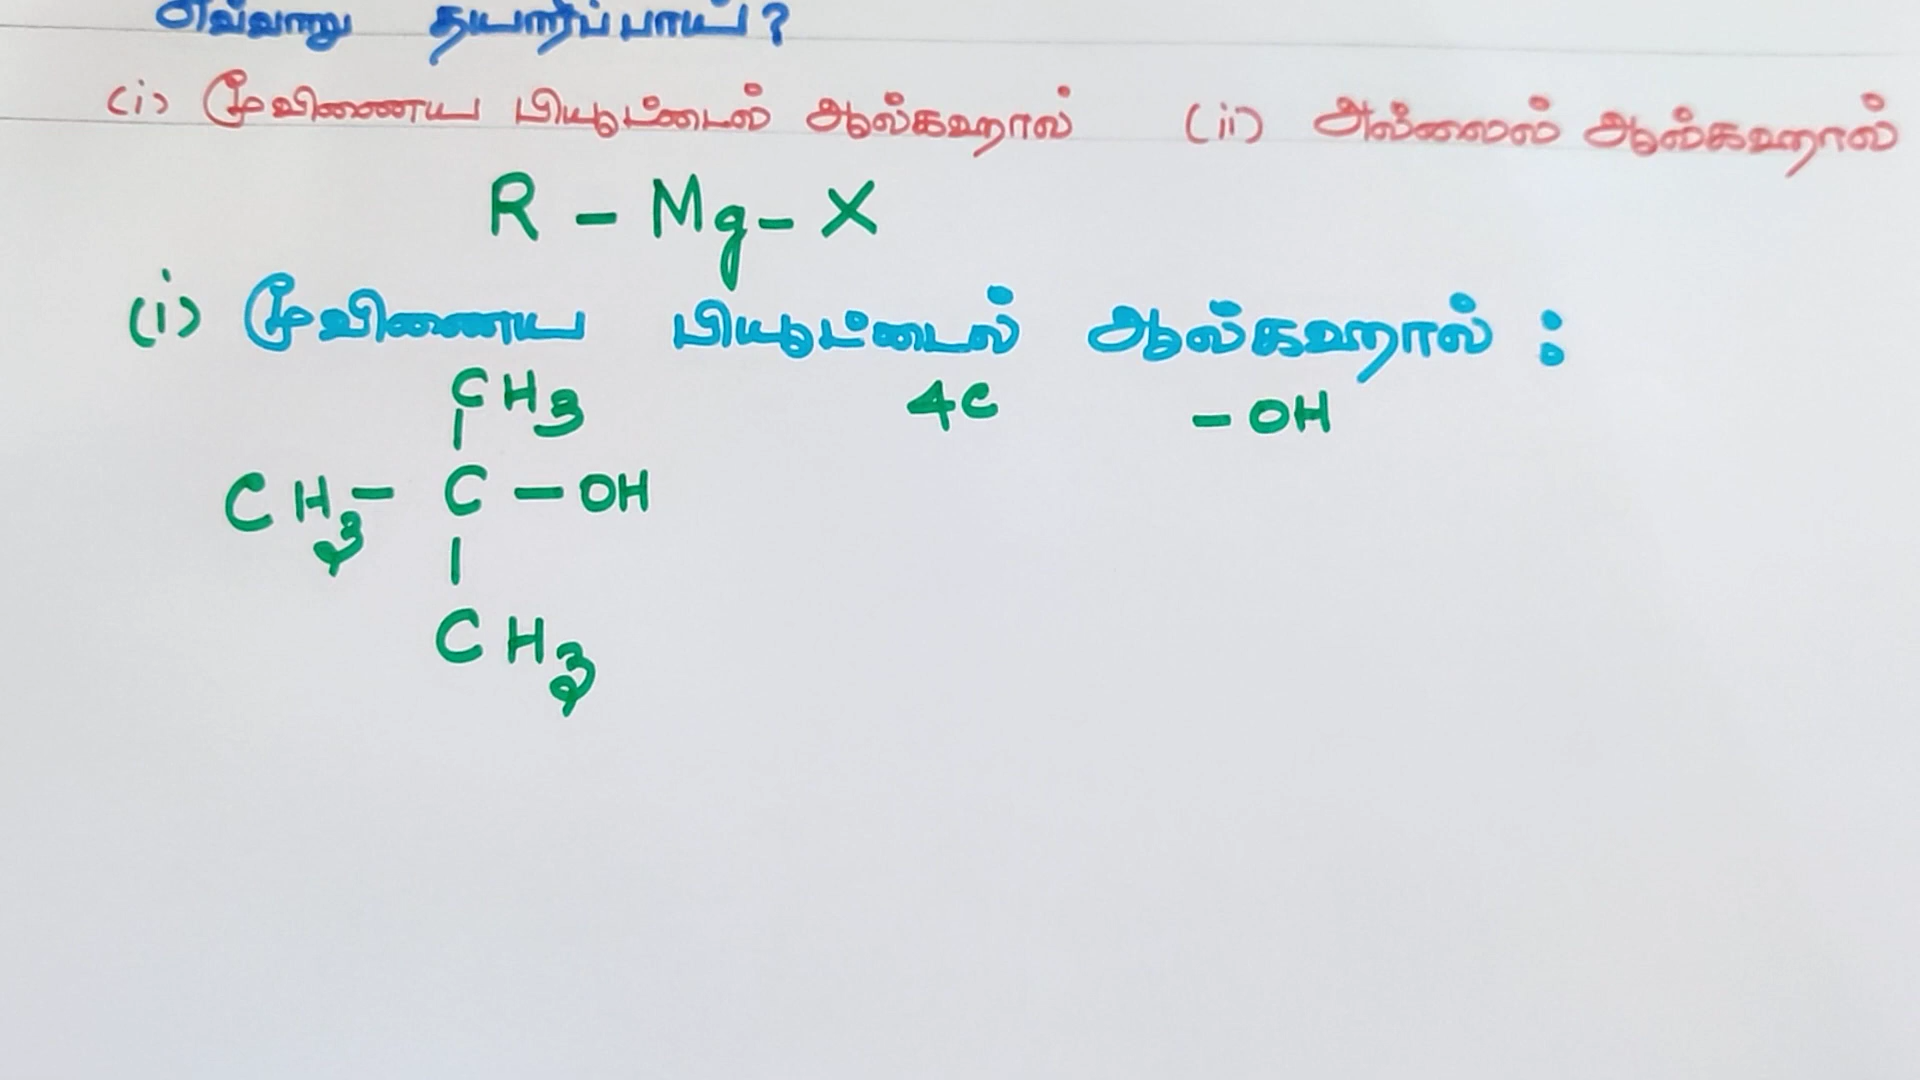 எவ்வாறு தயாரிப்பாய்?
(i) மூவிணைய பியூட்டைல் ஆல்கஹால் (ii) அல்லைல் ஆல்கஹால்
R - Mg - X
(i) மூவிணைய பியூட்டைல் ஆல்கஹால் :
CH3 4C - OH
CH3 - C - OH
CH3